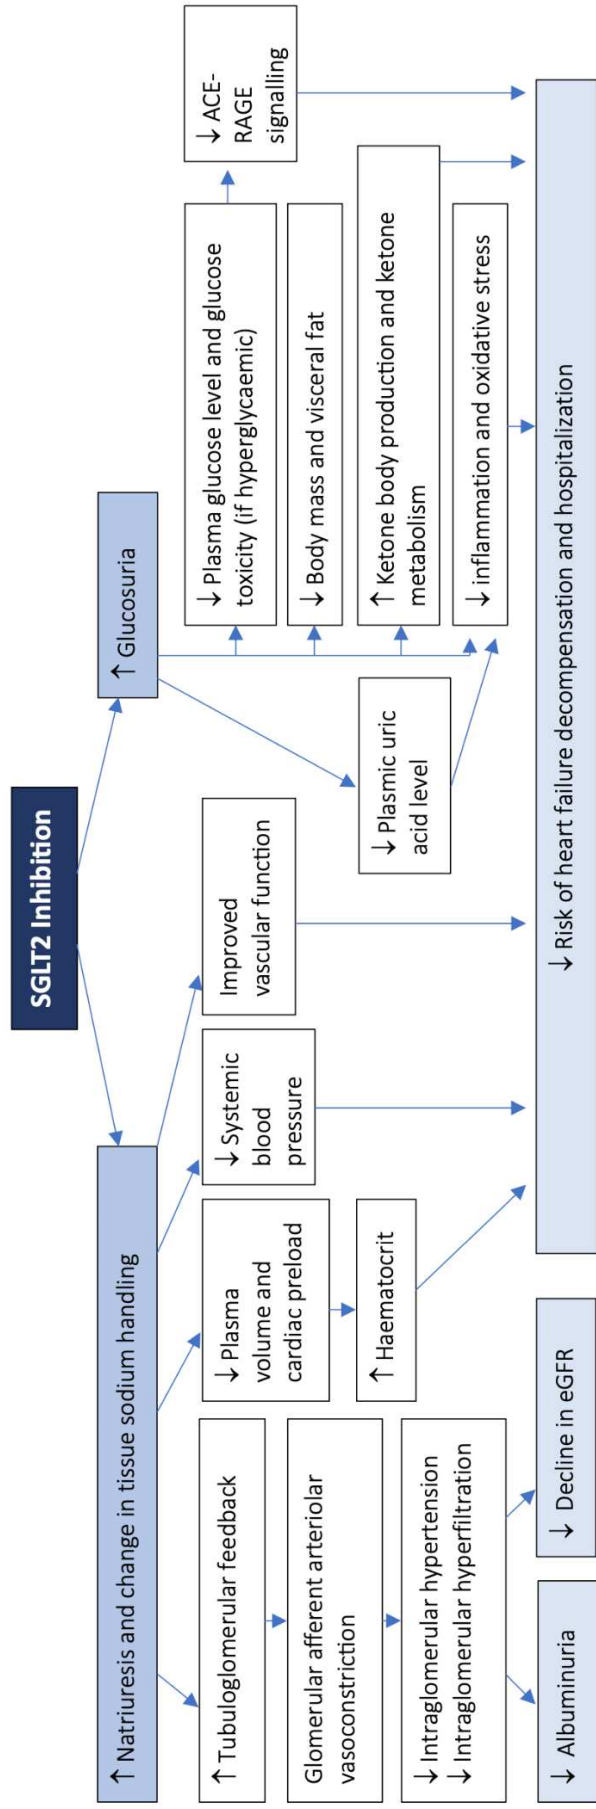 SGLT2 Inhibition
↑ Natriuresis and change in tissue sodium handling
↑ Glucosuria
↑ Tubuloglomerular feedback
Glomerular afferent arteriolar
vasoconstriction
↓ Intraglomerular hypertension
↓ Intraglomerular hyperfiltration
↓ Albuminuria
↓ Decline in eGFR
↓ Plasma
volume and
cardiac preload
↑ Haematocrit
↓ Systemic
blood
pressure
Improved
vascular function
↓ Plasmic uric
acid level
↓ Plasma glucose level and glucose
toxicity (if hyperglycaemic)
↓ ACE-
RAGE
signalling
↓ Body mass and visceral fat
↑ Ketone body production and ketone
metabolism
↓ inflammation and oxidative stress
↓ Risk of heart failure decompensation and hospitalization